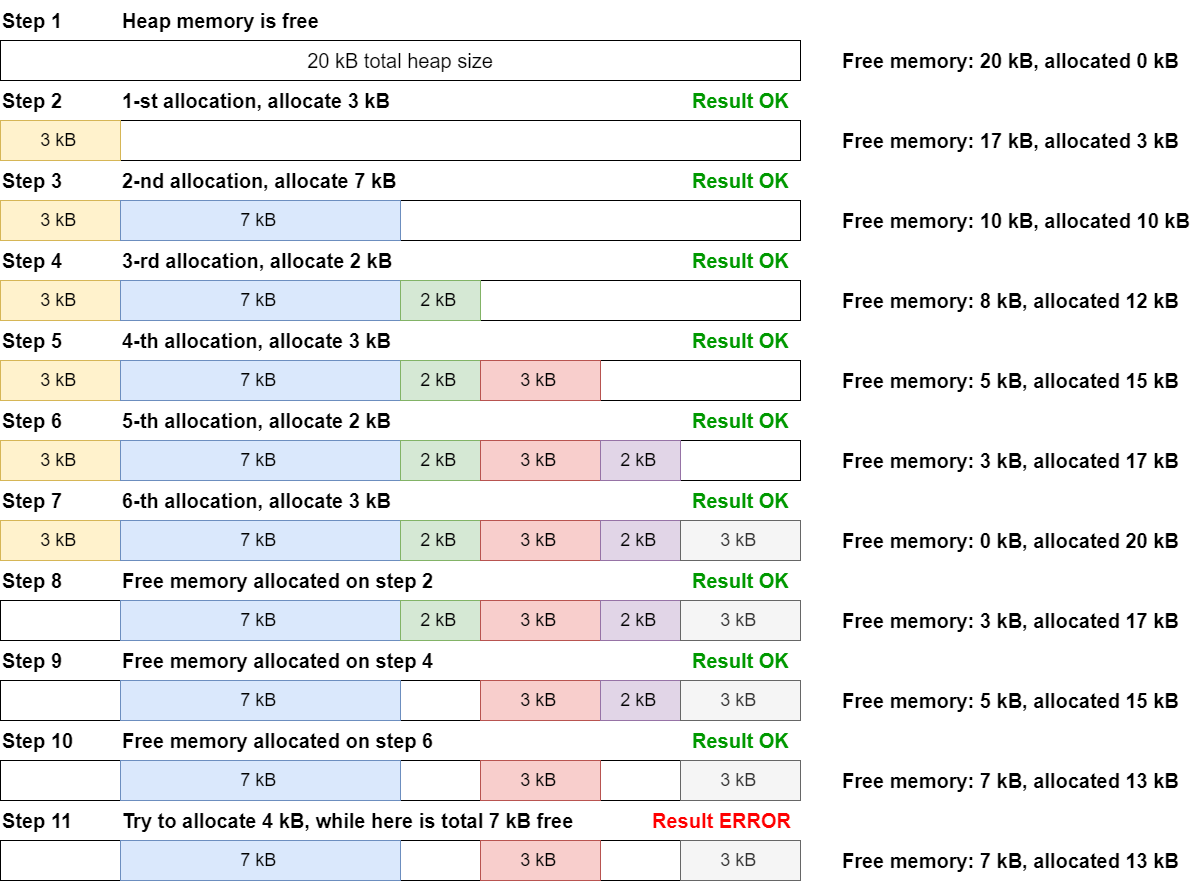 Step 1 Heap memory is free
20 kB total heap size Free memory: 20 kB, allocated 0 kB
Step 2 1-st allocation, allocate 3 kB Result OK
3 kB Free memory: 17 kB, allocated 3 kB
Step 3 2-nd allocation, allocate 7 kB Result OK
3 kB 7 kB Free memory: 10 kB, allocated 10 kB
Step 4 3-rd allocation, allocate 2 kB Result OK
3 kB 7 kB 2 kB Free memory: 8 kB, allocated 12 kB
Step 5 4-th allocation, allocate 3 kB Result OK
3 kB 7 kB 2 kB 3 kB Free memory: 5 kB, allocated 15 kB
Step 6 5-th allocation, allocate 2 kB Result OK
3 kB 7 kB 2 kB 3 kB 2 kB Free memory: 3 kB, allocated 17 kB
Step 7 6-th allocation, allocate 3 kB Result OK
3 kB 7 kB 2 kB 3 kB 2 kB 3 kB Free memory: 0 kB, allocated 20 kB
Step 8 Free memory allocated on step 2 Result OK
7 kB 2 kB 3 kB 2 kB 3 kB Free memory: 3 kB, allocated 17 kB
Step 9 Free memory allocated on step 4 Result OK
7 kB 3 kB 2 kB 3 kB Free memory: 5 kB, allocated 15 kB
Step 10 Free memory allocated on step 6 Result OK
7 kB 3 kB 3 kB Free memory: 7 kB, allocated 13 kB
Step 11 Try to allocate 4 kB, while here is total 7 kB free Result ERROR
7 kB 3 kB 3 kB Free memory: 7 kB, allocated 13 kB